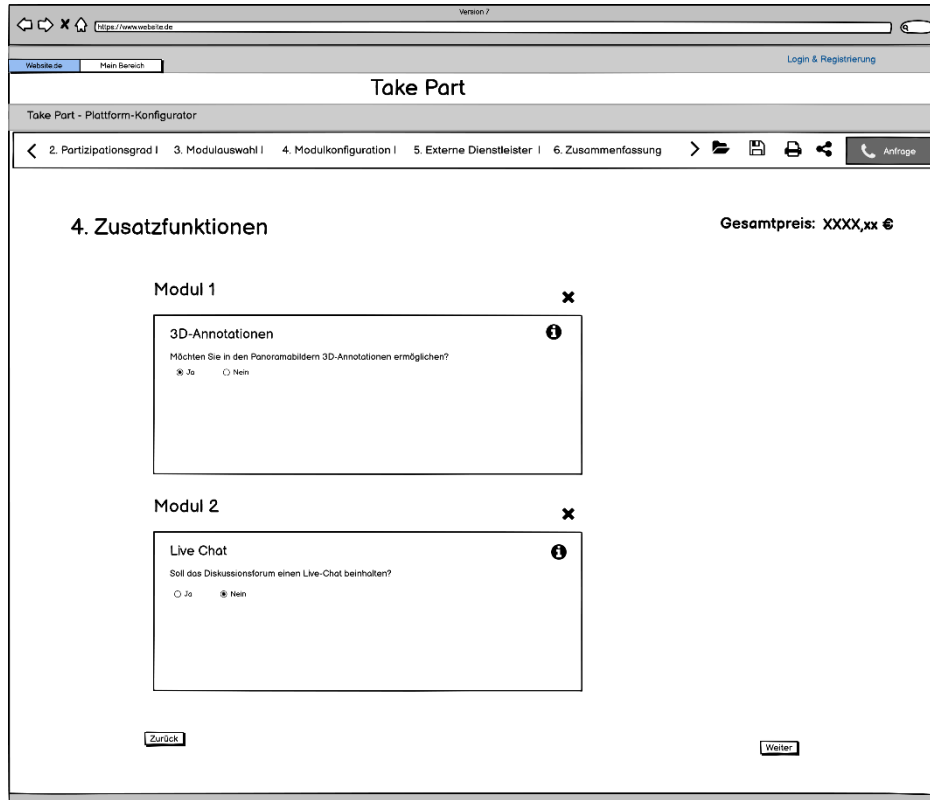 Version 7
https://www.website.de
Website.de Mein Bereich Login & Registrierung
Take Part
Take Part - Plattform-Konfigurator
2. Partizipationsgrad | 3. Modulauswahl | 4. Modulkonfiguration | 5. Externe Dienstleister | 6. Zusammenfassung Anfrage
4. Zusatzfunktionen Gesamtpreis: XXXX,xx €
Modul 1
3D-Annotationen
Möchten Sie in den Panoramabildern 3D-Annotationen ermöglichen?
Ja Nein
Modul 2
Live Chat
Soll das Diskussionsforum einen Live-Chat beinhalten?
Ja Nein
Zurück
Weiter